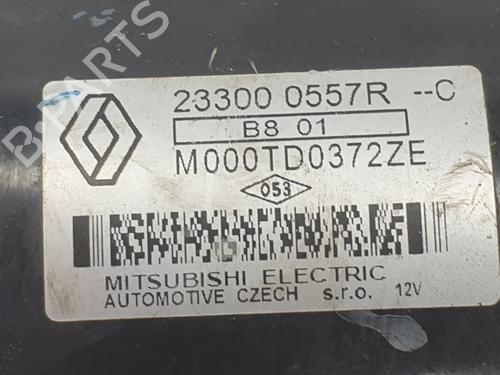 23300 0557R --C
B8 01
M000TD0372ZE
053
MITSUBISHI ELECTRIC
AUTOMOTIVE CZECH s.r.o. 12V
B-PARTS